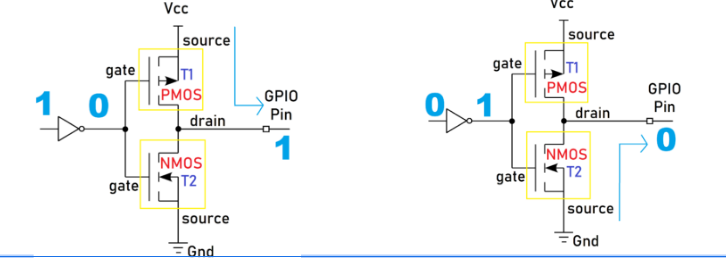 Vcc
source
gate
T1
PMOS
1
0
drain
GPIO
Pin
1
NMOS
T2
gate
source
Gnd
Vcc
source
gate
T1
PMOS
0
1
drain
GPIO
Pin
0
NMOS
T2
gate
source
Gnd